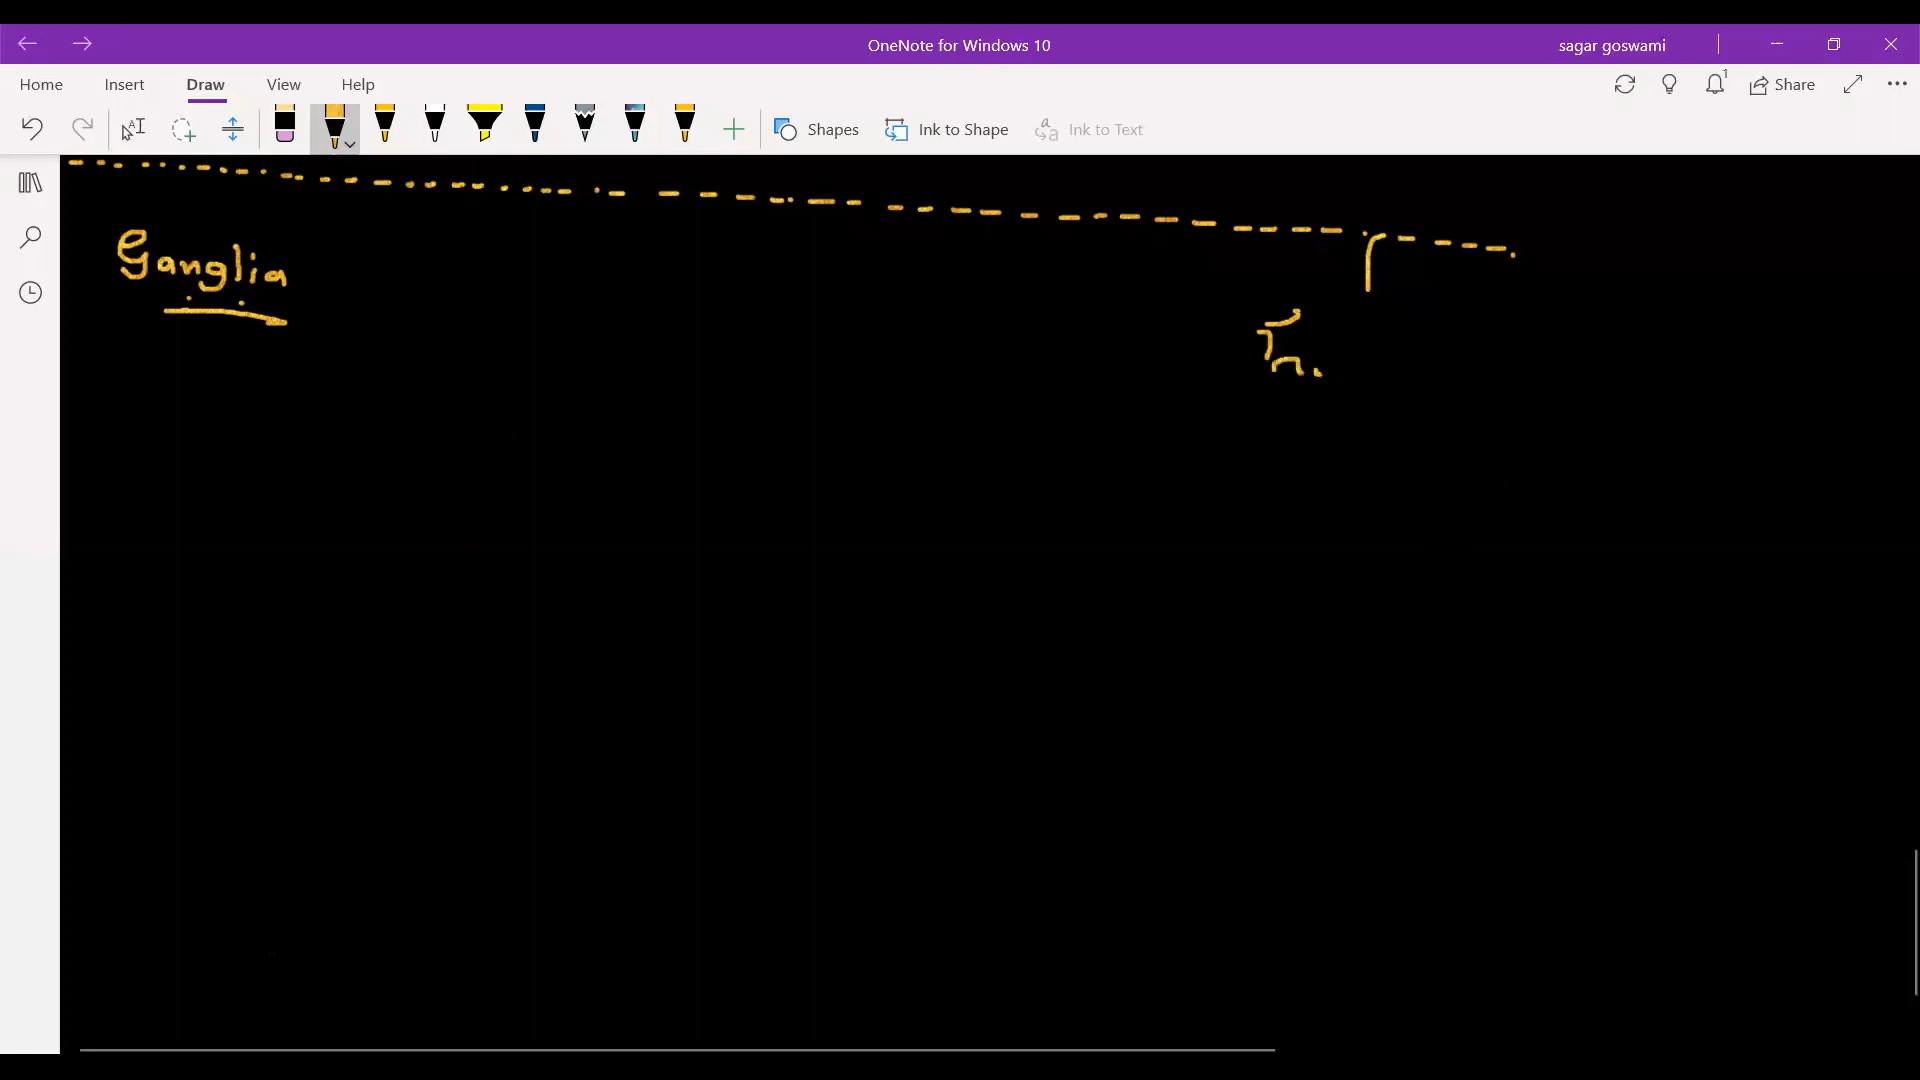 OneNote for Windows 10
sagar goswami
Home Insert Draw View Help
1
Share
Shapes Ink to Shape Ink to Text
Ganglia